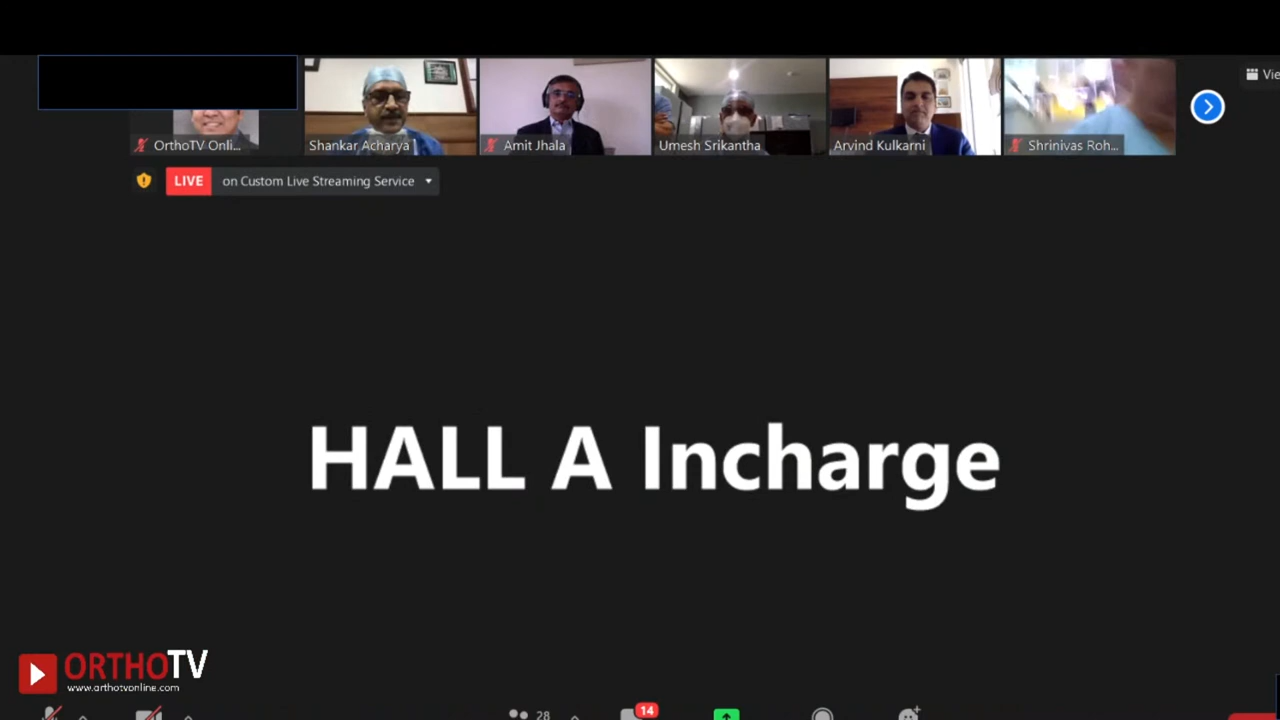 Vie
OrthoTV Onli...
Shankar Acharya
Amit Jhala
Umesh Srikantha
Arvind Kulkarni
Shrinivas Roh...
LIVE on Custom Live Streaming Service
HALL A Incharge
ORTHOTV
www.orthotvonline.com
28
14